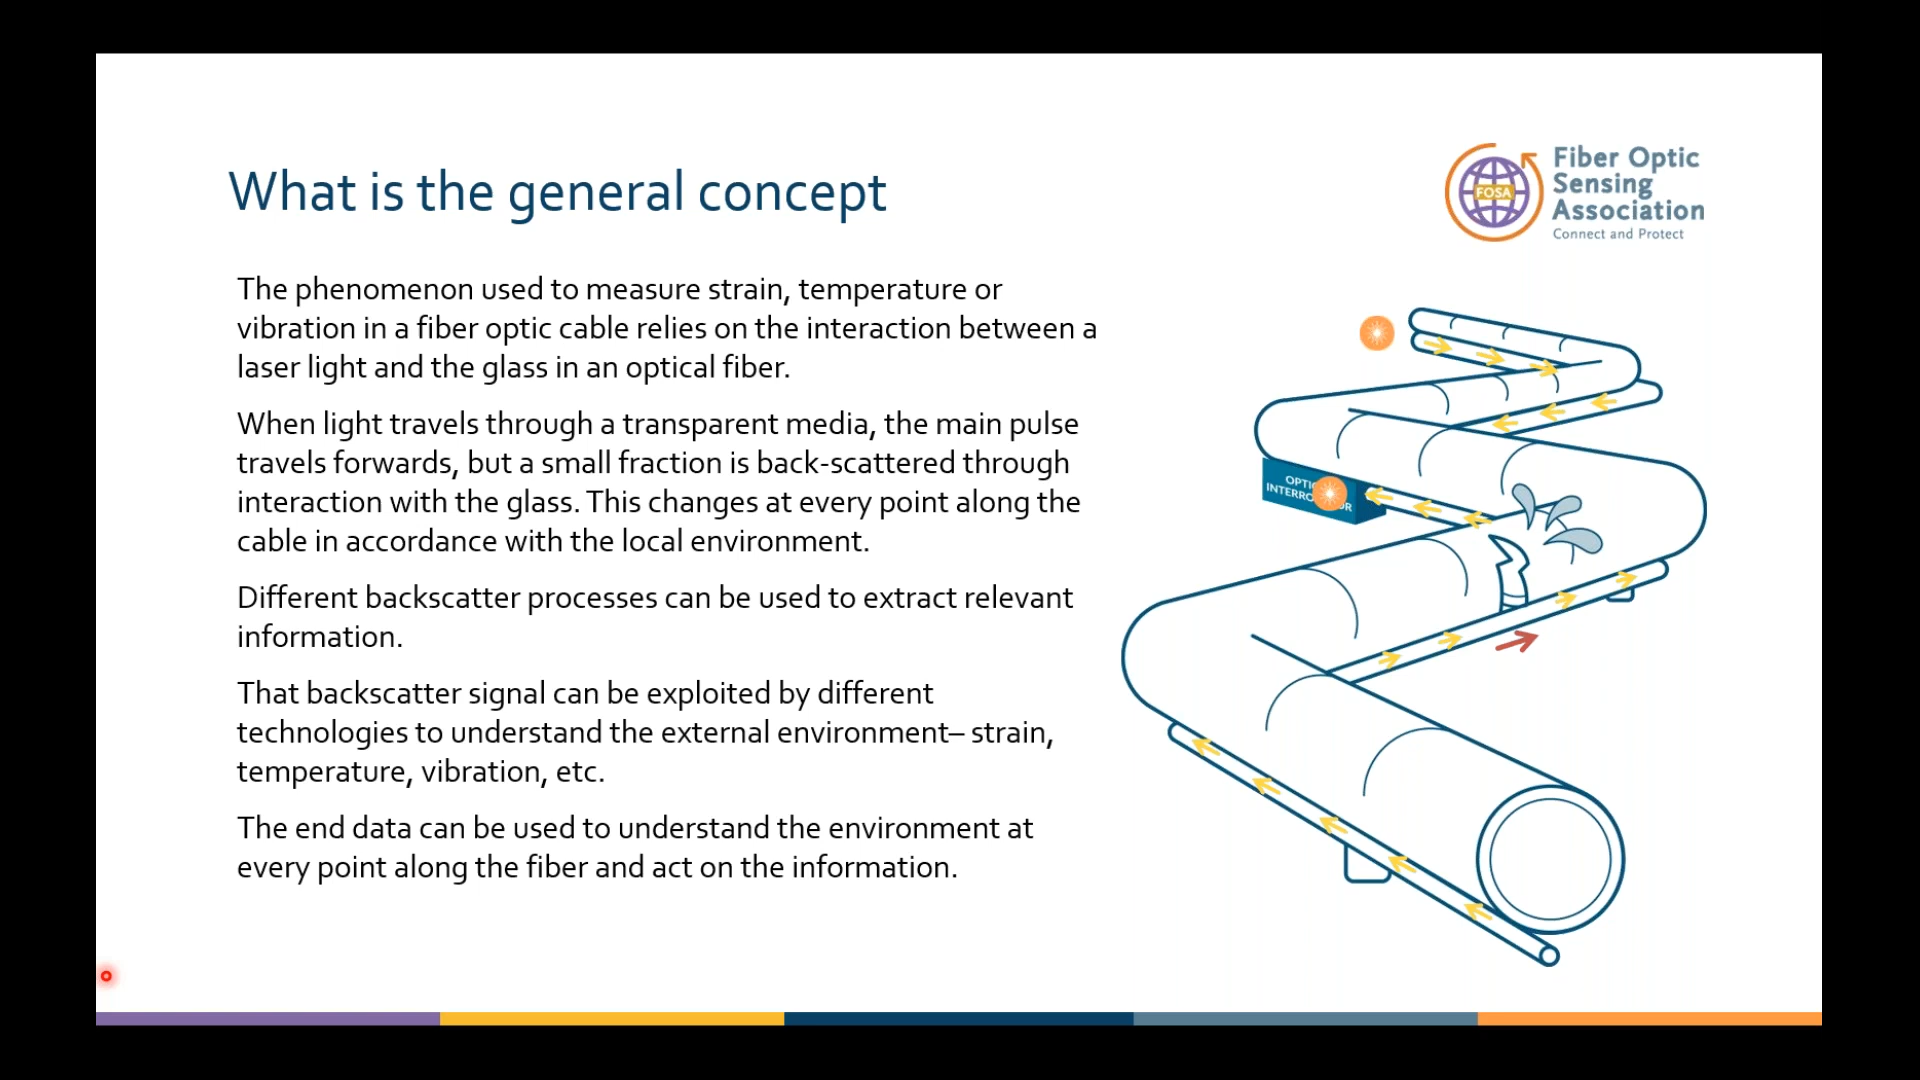 What is the general concept
FOSA
Fiber Optic
Sensing
Association
Connect and Protect
The phenomenon used to measure strain, temperature or
vibration in a fiber optic cable relies on the interaction between a
laser light and the glass in an optical fiber.
When light travels through a transparent media, the main pulse
travels forwards, but a small fraction is back-scattered through
interaction with the glass. This changes at every point along the
cable in accordance with the local environment.
Different backscatter processes can be used to extract relevant
information.
That backscatter signal can be exploited by different
technologies to understand the external environment– strain,
temperature, vibration, etc.
The end data can be used to understand the environment at
every point along the fiber and act on the information.